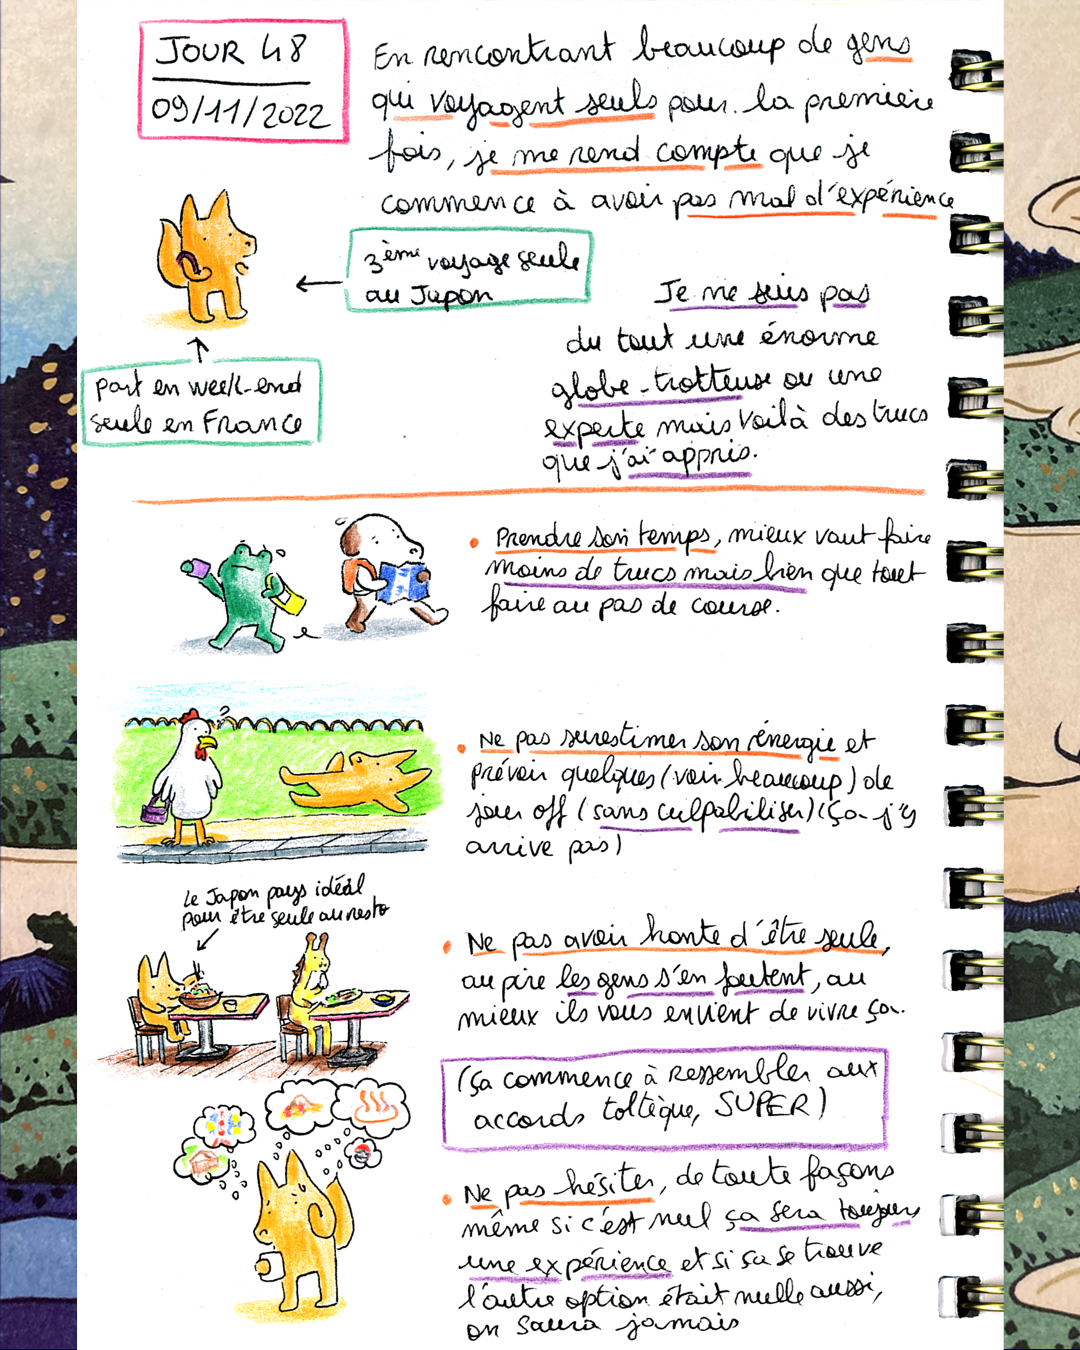 JOUR 48
09/11/2022
En rencontrant beaucoup de gens
qui voyagent seuls pour la première
fois, je me rend compte que je
commence à avoir pas mal d'expérience
3ème voyage seule
au Japon
part en week-end
seule en France
Je ne suis pas
du tout une énorme
globe-trotteuse ou une
experte mais voilà des trucs
que j'ai appris.
• Prendre son temps, mieux vaut faire
moins de trucs mais bien que tout
faire au pas de course.
• Ne pas surestimer son énergie et
prévoir quelques (voir beaucoup) de
jour off (sans culpabiliser) (ça j'y
arrive pas)
Le Japon pays idéal
pour être seule au resto
• Ne pas avoir honte d'être seule,
au pire les gens s'en foutent, au
mieux ils vous envient de vivre ça.
(ça commence à ressembler aux
accords toltèque, SUPER)
• Ne pas hésiter, de toute façons
même si c'est nul ça sera toujours
une expérience et si sa se trouve
l'autre option était nulle aussi,
on saura jamais